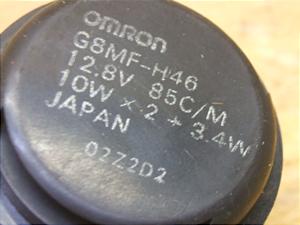 OMRON
G8MF-H46
12.8V 85C/M
10W x 2 + 3.4W
JAPAN
02Z2D2